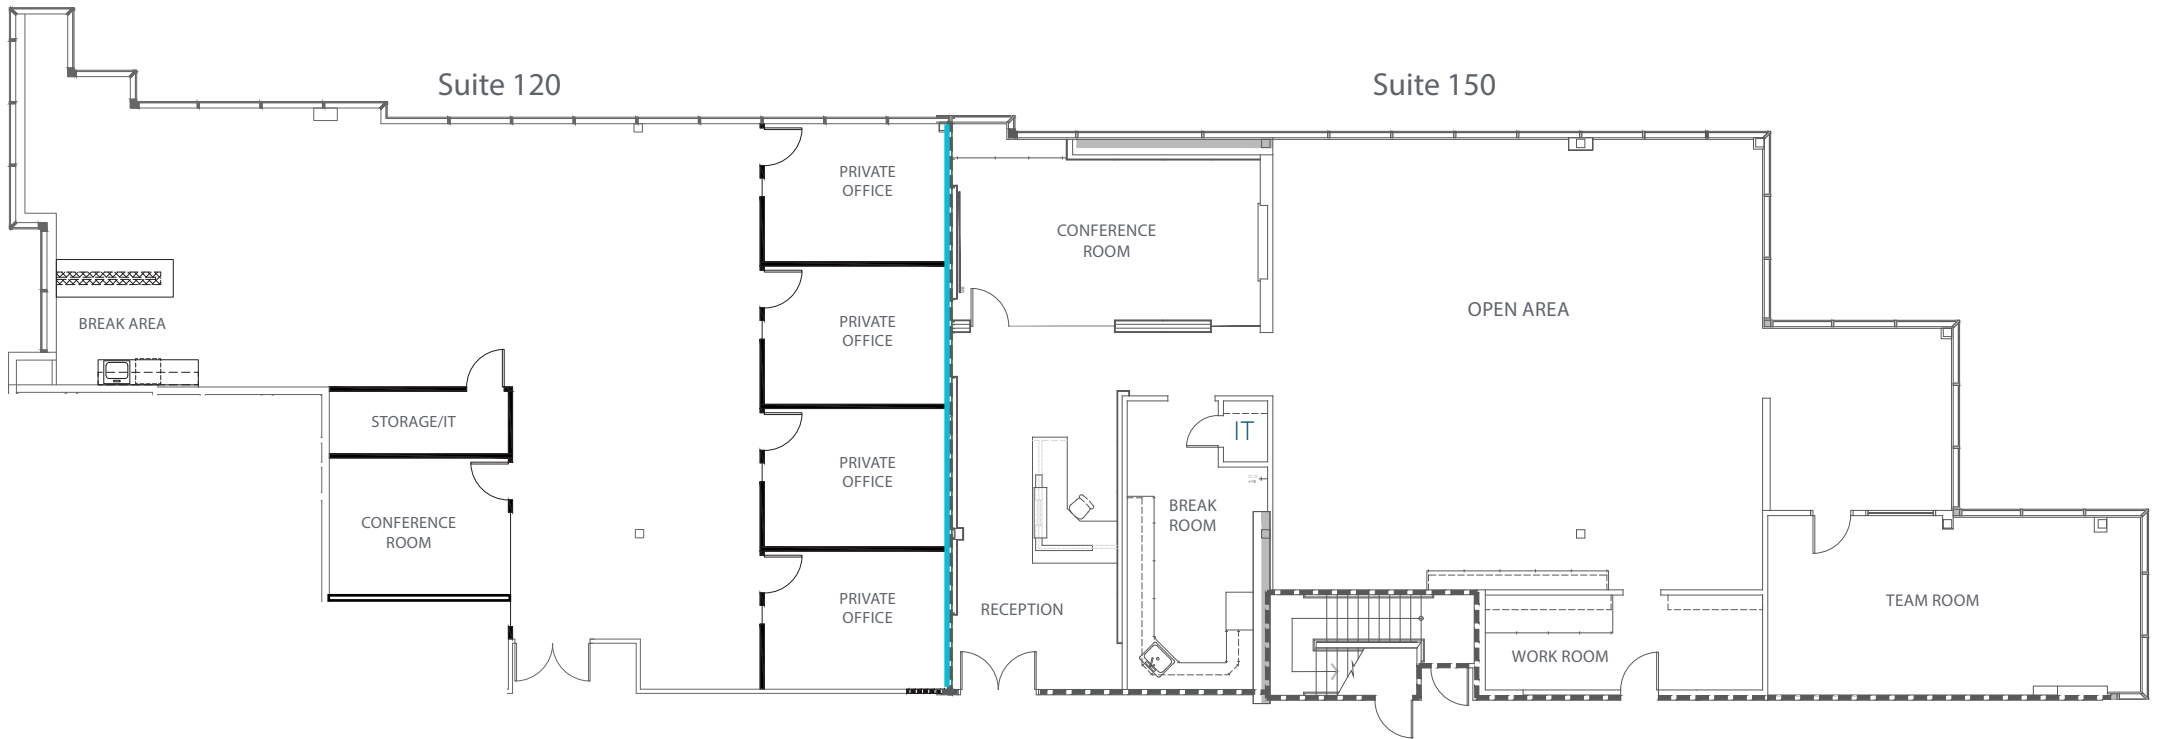 Suite 120
Suite 150
PRIVATE
OFFICE
CONFERENCE
ROOM
OPEN AREA
BREAK AREA
PRIVATE
OFFICE
STORAGE/IT
IT
PRIVATE
OFFICE
CONFERENCE
ROOM
BREAK
ROOM
PRIVATE
OFFICE
RECEPTION
TEAM ROOM
WORK ROOM